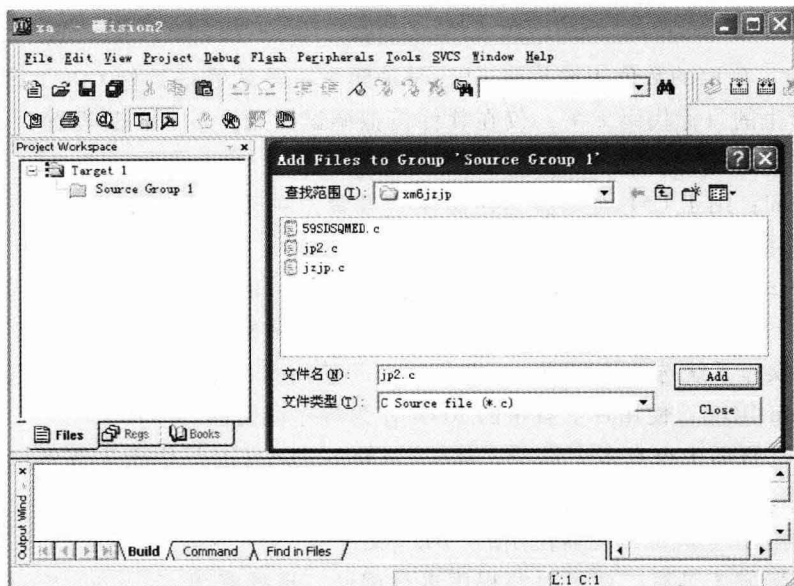 xa - µVision2
File Edit View Project Debug Flash Peripherals Tools SVCS Window Help
Project Workspace
Target 1
Source Group 1
Files Regs Books
Add Files to Group 'Source Group 1'
查找范围(I): xm6jzjp
59SDSQMED.c
jp2.c
jzjp.c
文件名(N): jp2.c Add
文件类型(T): C Source file (*.c) Close
Output Wind
Build Command Find in Files
L:1 C:1